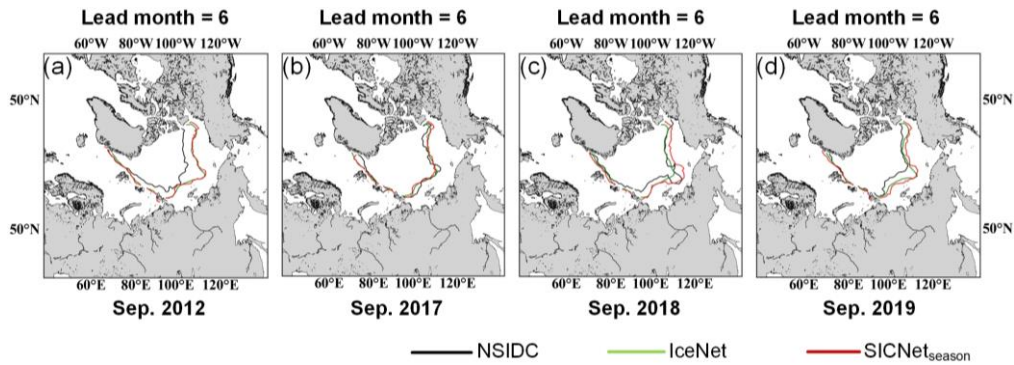 Lead month = 6 Lead month = 6 Lead month = 6 Lead month = 6
60°W 80°W 100°W 120°W 60°W 80°W 100°W 120°W 60°W 80°W 100°W 120°W 60°W 80°W 100°W 120°W
(a) (b) (c) (d)
50°N 50°N
50°N 50°N
60°E 80°E 100°E 120°E 60°E 80°E 100°E 120°E 60°E 80°E 100°E 120°E 60°E 80°E 100°E 120°E
Sep. 2012 Sep. 2017 Sep. 2018 Sep. 2019
NSIDC IceNet SICNetseason